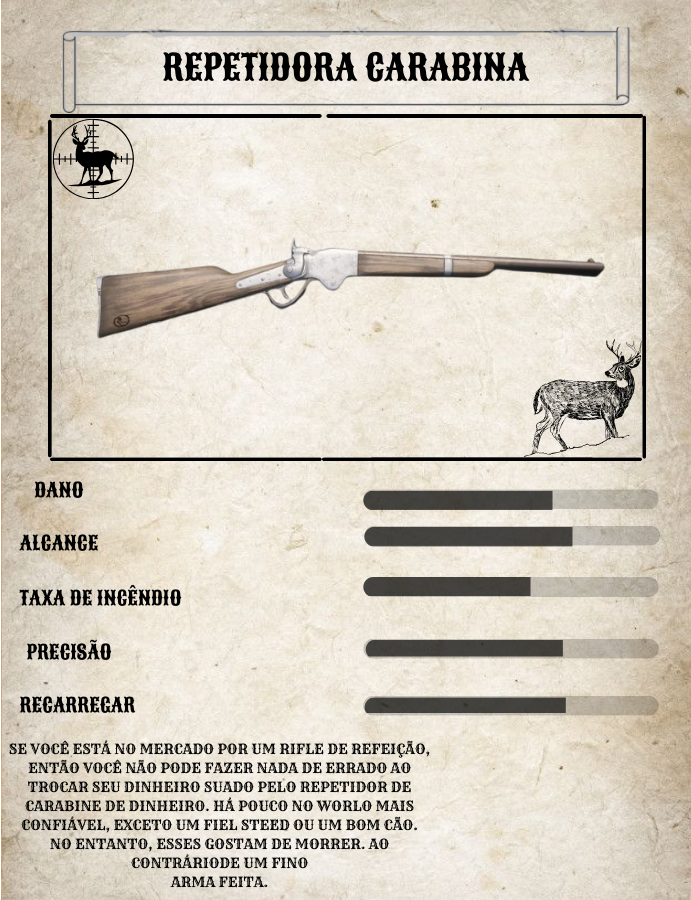 REPETIDORA CARABINA
DANO
ALCANCE
TAXA DE INCÊNDIO
PRECISÃO
RECARREGAR
SE VOCÊ ESTÁ NO MERCADO POR UM RIFLE DE REFEIÇÃO,
ENTÃO VOCÊ NÃO PODE FAZER NADA DE ERRADO AO
TROCAR SEU DINHEIRO SUADO PELO REPETIDOR DE
CARABINE DE DINHEIRO. HÁ POUCO NO WORLO MAIS
CONFIÁVEL, EXCETO UM FIEL STEED OU UM BOM CÃO.
NO ENTANTO, ESSES GOSTAM DE MORRER. AO
CONTRÁRIODE UM FINO
ARMA FEITA.